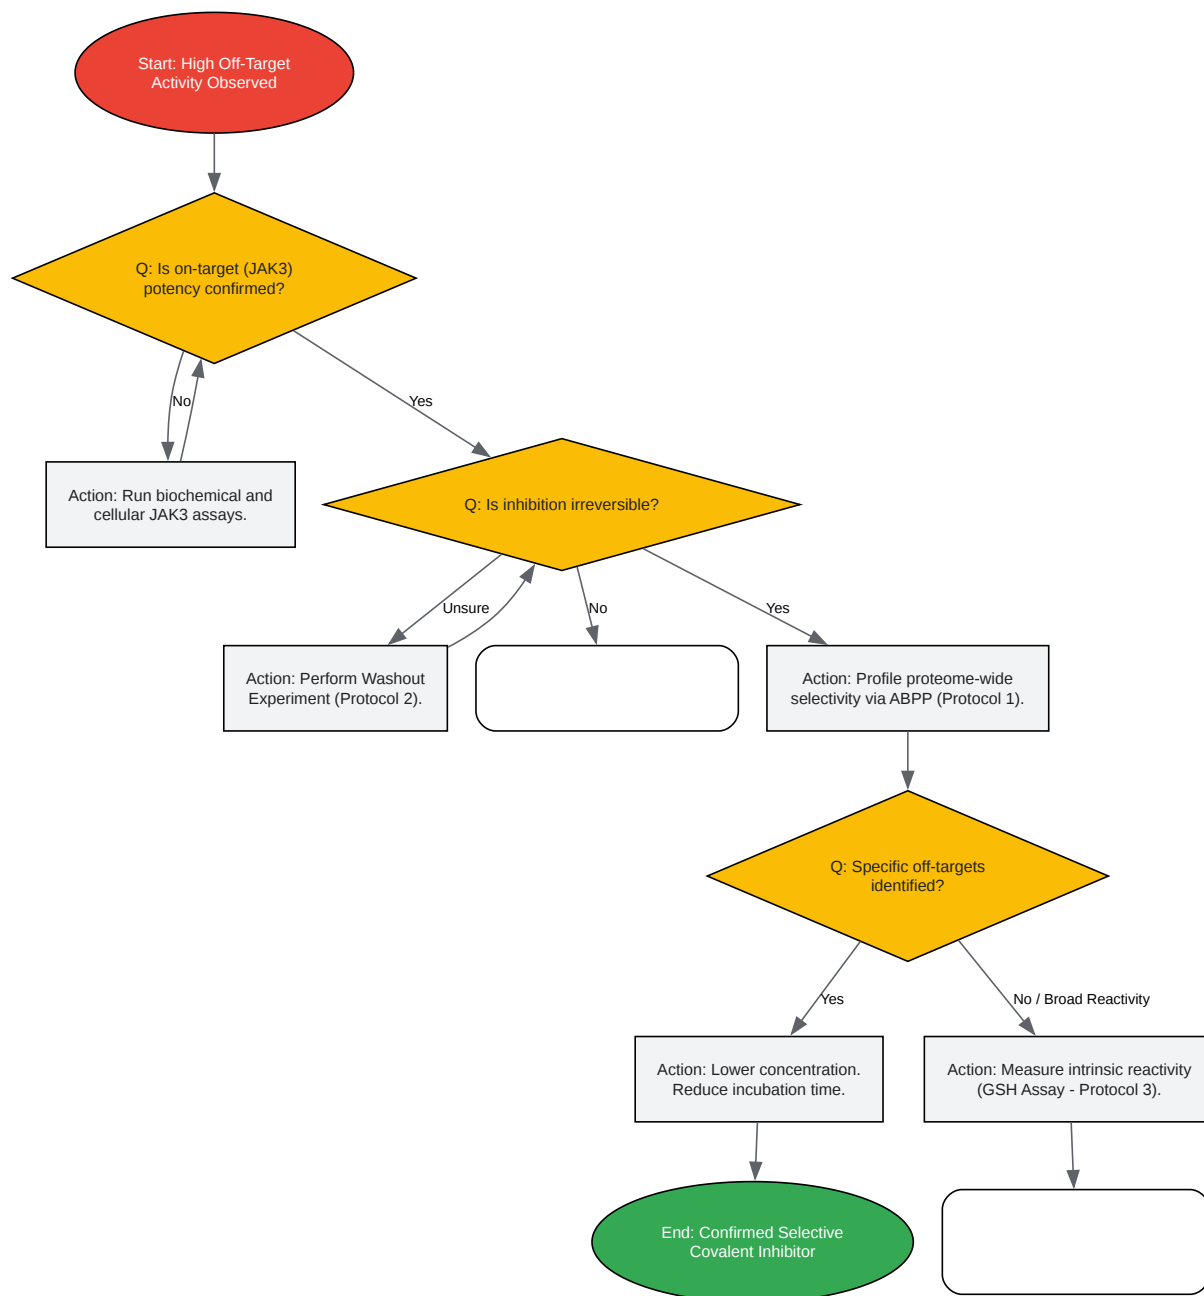 Start: High Off-Target
Activity Observed
Q: Is on-target (JAK3)
potency confirmed?
No
Yes
Action: Run biochemical and
cellular JAK3 assays.
Q: Is inhibition irreversible?
Unsure
No
Yes
Action: Perform Washout
Experiment (Protocol 2).
Action: Profile proteome-wide
selectivity via ABPP (Protocol 1).
Q: Specific off-targets
identified?
Yes
No / Broad Reactivity
Action: Lower concentration.
Reduce incubation time.
Action: Measure intrinsic reactivity
(GSH Assay - Protocol 3).
End: Confirmed Selective
Covalent Inhibitor